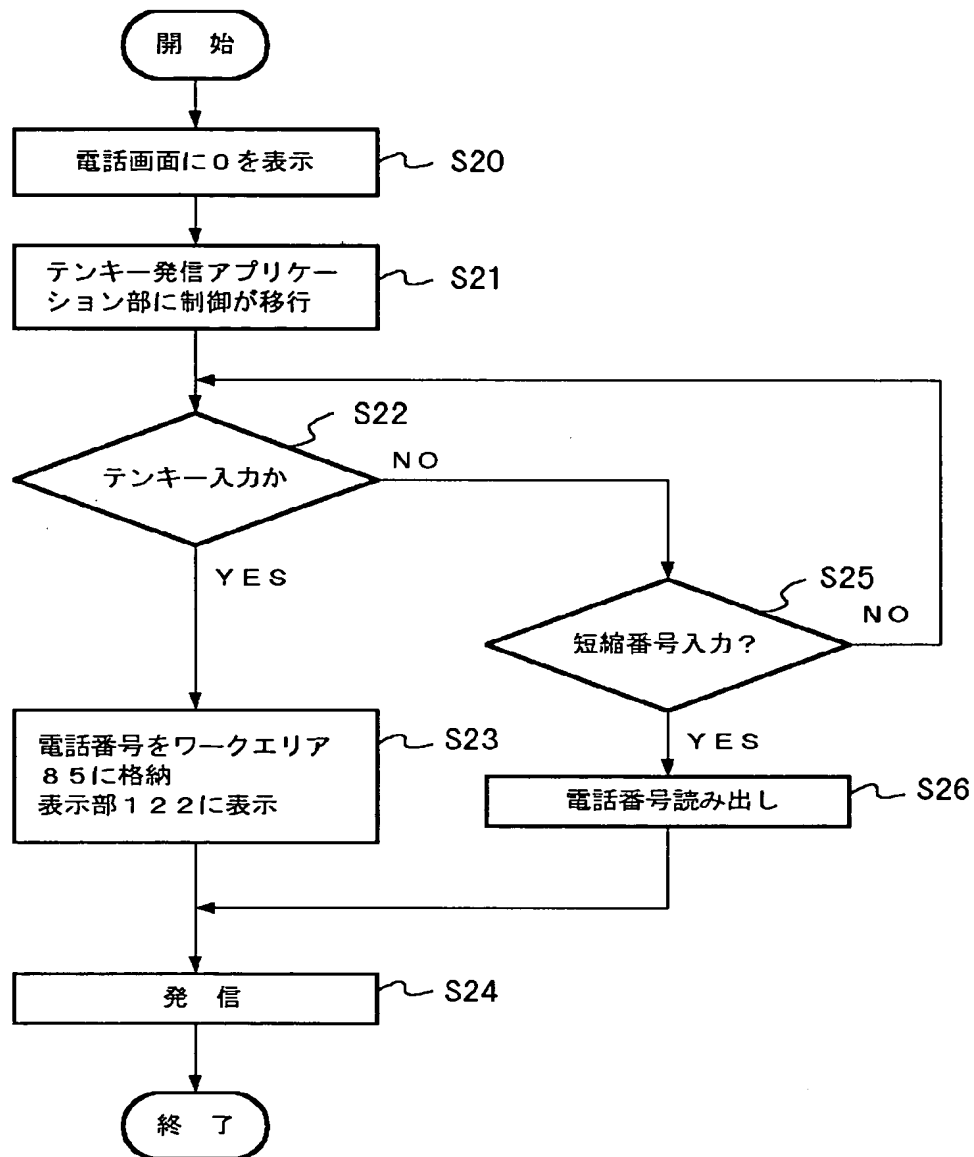 開 始
電話画面に0を表示
S20
テンキー発信アプリケー
ション部に制御が移行
S21
S22
テンキー入力か
NO
YES
S25
短縮番号入力?
NO
YES
電話番号をワークエリア
85に格納
表示部122に表示
S23
電話番号読み出し
S26
発 信
S24
終 了